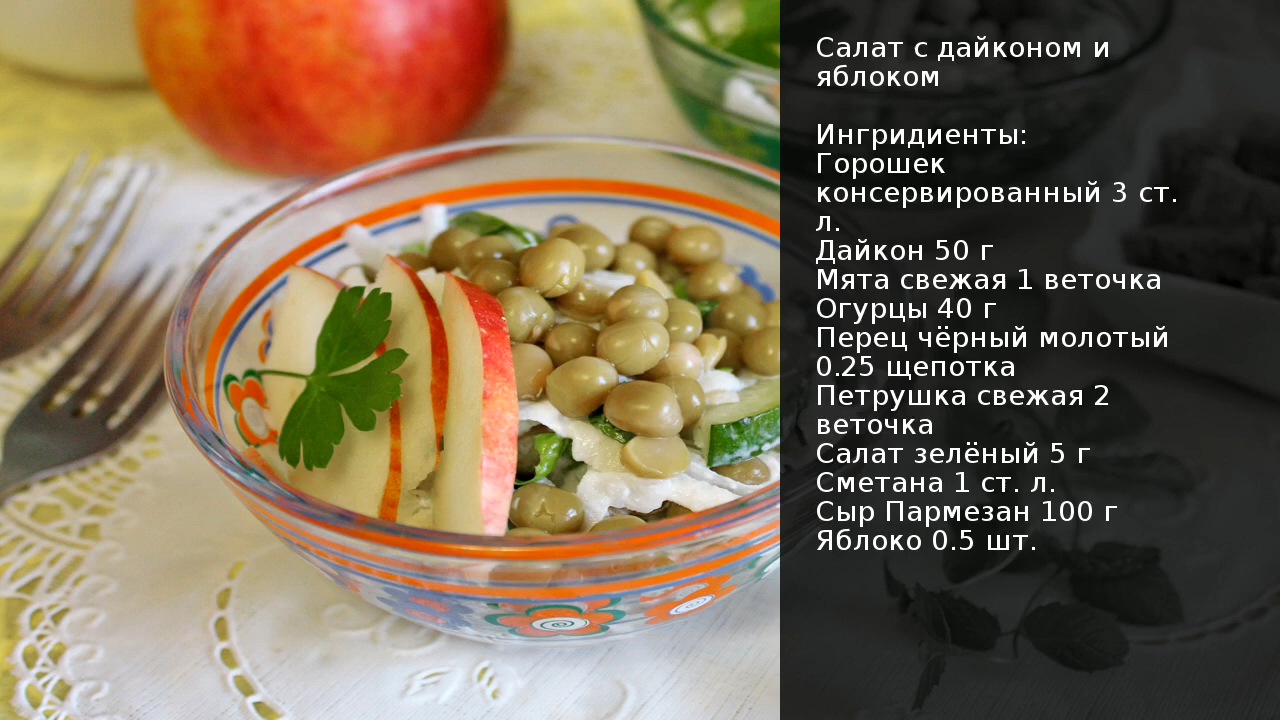 Салат с дайконом и
яблоком
Ингридиенты:
Горошек
консервированный 3 ст.
л.
Дайкон 50 г
Мята свежая 1 веточка
Огурцы 40 г
Перец чёрный молотый
0.25 щепотка
Петрушка свежая 2
веточка
Салат зелёный 5 г
Сметана 1 ст. л.
Сыр Пармезан 100 г
Яблоко 0.5 шт.